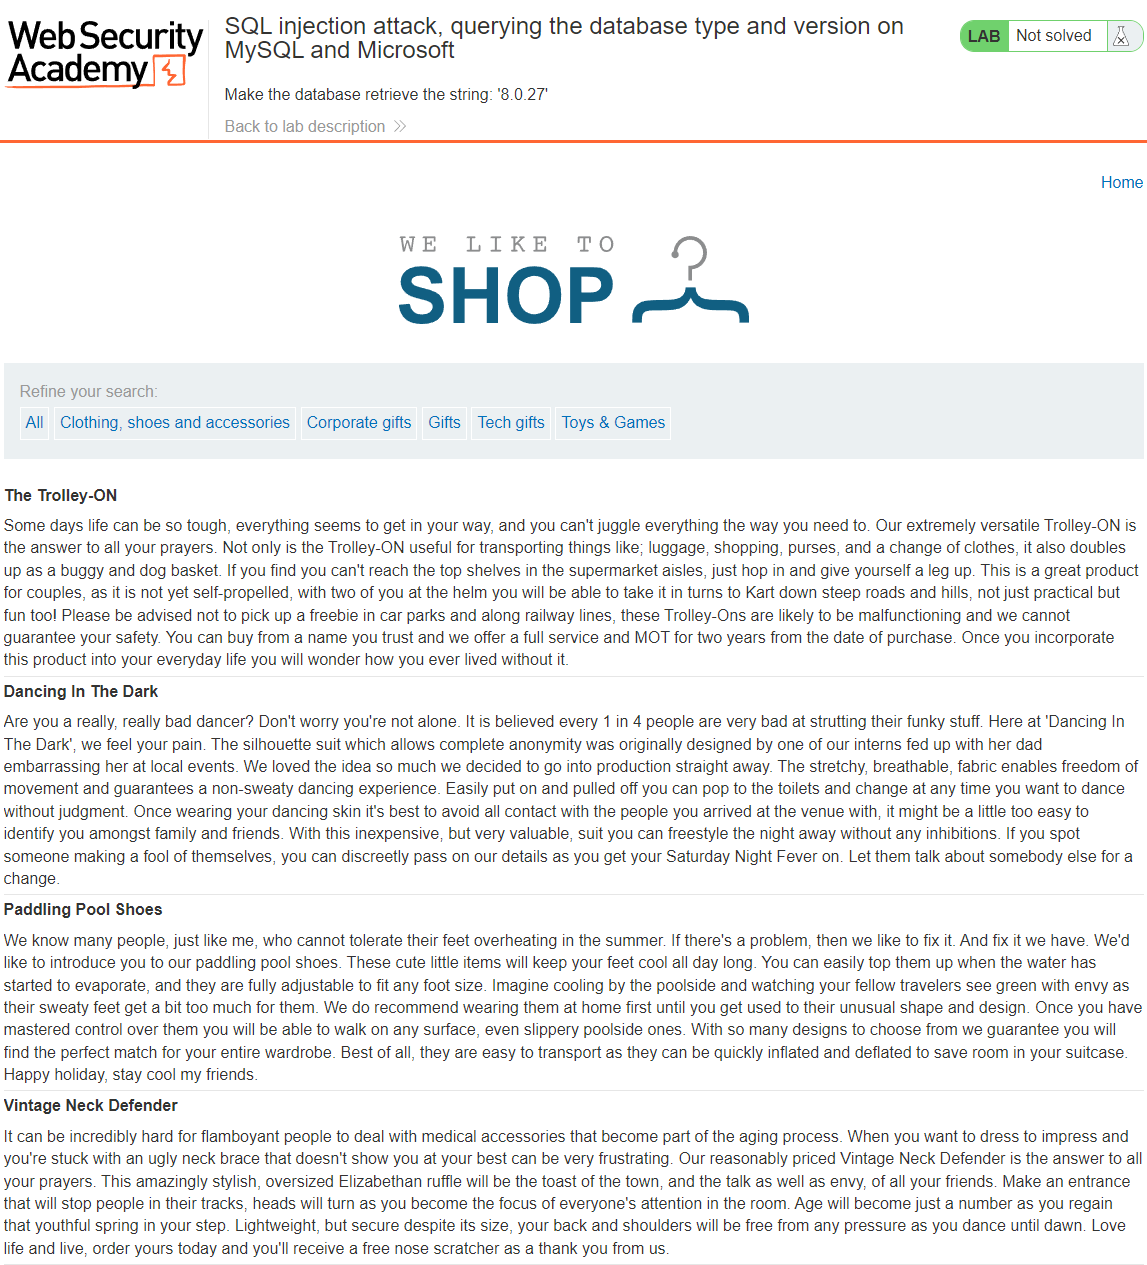 Web Security
Academy
SQL injection attack, querying the database type and version on
MySQL and Microsoft
LAB Not solved
Make the database retrieve the string: '8.0.27'
Back to lab description
Home
WE LIKE TO
SHOP
Refine your search:
All Clothing, shoes and accessories Corporate gifts Gifts Tech gifts Toys & Games
The Trolley-ON
Some days life can be so tough, everything seems to get in your way, and you can't juggle everything the way you need to. Our extremely versatile Trolley-ON is
the answer to all your prayers. Not only is the Trolley-ON useful for transporting things like; luggage, shopping, purses, and a change of clothes, it also doubles
up as a buggy and dog basket. If you find you can't reach the top shelves in the supermarket aisles, just hop in and give yourself a leg up. This is a great product
for couples, as it is not yet self-propelled, with two of you at the helm you will be able to take it in turns to Kart down steep roads and hills, not just practical but
fun too! Please be advised not to pick up a freebie in car parks and along railway lines, these Trolley-Ons are likely to be malfunctioning and we cannot
guarantee your safety. You can buy from a name you trust and we offer a full service and MOT for two years from the date of purchase. Once you incorporate
this product into your everyday life you will wonder how you ever lived without it.
Dancing In The Dark
Are you a really, really bad dancer? Don't worry you're not alone. It is believed every 1 in 4 people are very bad at strutting their funky stuff. Here at 'Dancing In
The Dark', we feel your pain. The silhouette suit which allows complete anonymity was originally designed by one of our interns fed up with her dad
embarrassing her at local events. We loved the idea so much we decided to go into production straight away. The stretchy, breathable, fabric enables freedom of
movement and guarantees a non-sweaty dancing experience. Easily put on and pulled off you can pop to the toilets and change at any time you want to dance
without judgment. Once wearing your dancing skin it's best to avoid all contact with the people you arrived at the venue with, it might be a little too easy to
identify you amongst family and friends. With this inexpensive, but very valuable, suit you can freestyle the night away without any inhibitions. If you spot
someone making a fool of themselves, you can discreetly pass on our details as you get your Saturday Night Fever on. Let them talk about somebody else for a
change.
Paddling Pool Shoes
We know many people, just like me, who cannot tolerate their feet overheating in the summer. If there's a problem, then we like to fix it. And fix it we have. We'd
like to introduce you to our paddling pool shoes. These cute little items will keep your feet cool all day long. You can easily top them up when the water has
started to evaporate, and they are fully adjustable to fit any foot size. Imagine cooling by the poolside and watching your fellow travelers see green with envy as
their sweaty feet get a bit too much for them. We do recommend wearing them at home first until you get used to their unusual shape and design. Once you have
mastered control over them you will be able to walk on any surface, even slippery poolside ones. With so many designs to choose from we guarantee you will
find the perfect match for your entire wardrobe. Best of all, they are easy to transport as they can be quickly inflated and deflated to save room in your suitcase.
Happy holiday, stay cool my friends.
Vintage Neck Defender
It can be incredibly hard for flamboyant people to deal with medical accessories that become part of the aging process. When you want to dress to impress and
you're stuck with an ugly neck brace that doesn't show you at your best can be very frustrating. Our reasonably priced Vintage Neck Defender is the answer to all
your prayers. This amazingly stylish, oversized Elizabethan ruffle will be the toast of the town, and the talk as well as envy, of all your friends. Make an entrance
that will stop people in their tracks, heads will turn as you become the focus of everyone's attention in the room. Age will become just a number as you regain
that youthful spring in your step. Lightweight, but secure despite its size, your back and shoulders will be free from any pressure as you dance until dawn. Love
life and live, order yours today and you'll receive a free nose scratcher as a thank you from us.